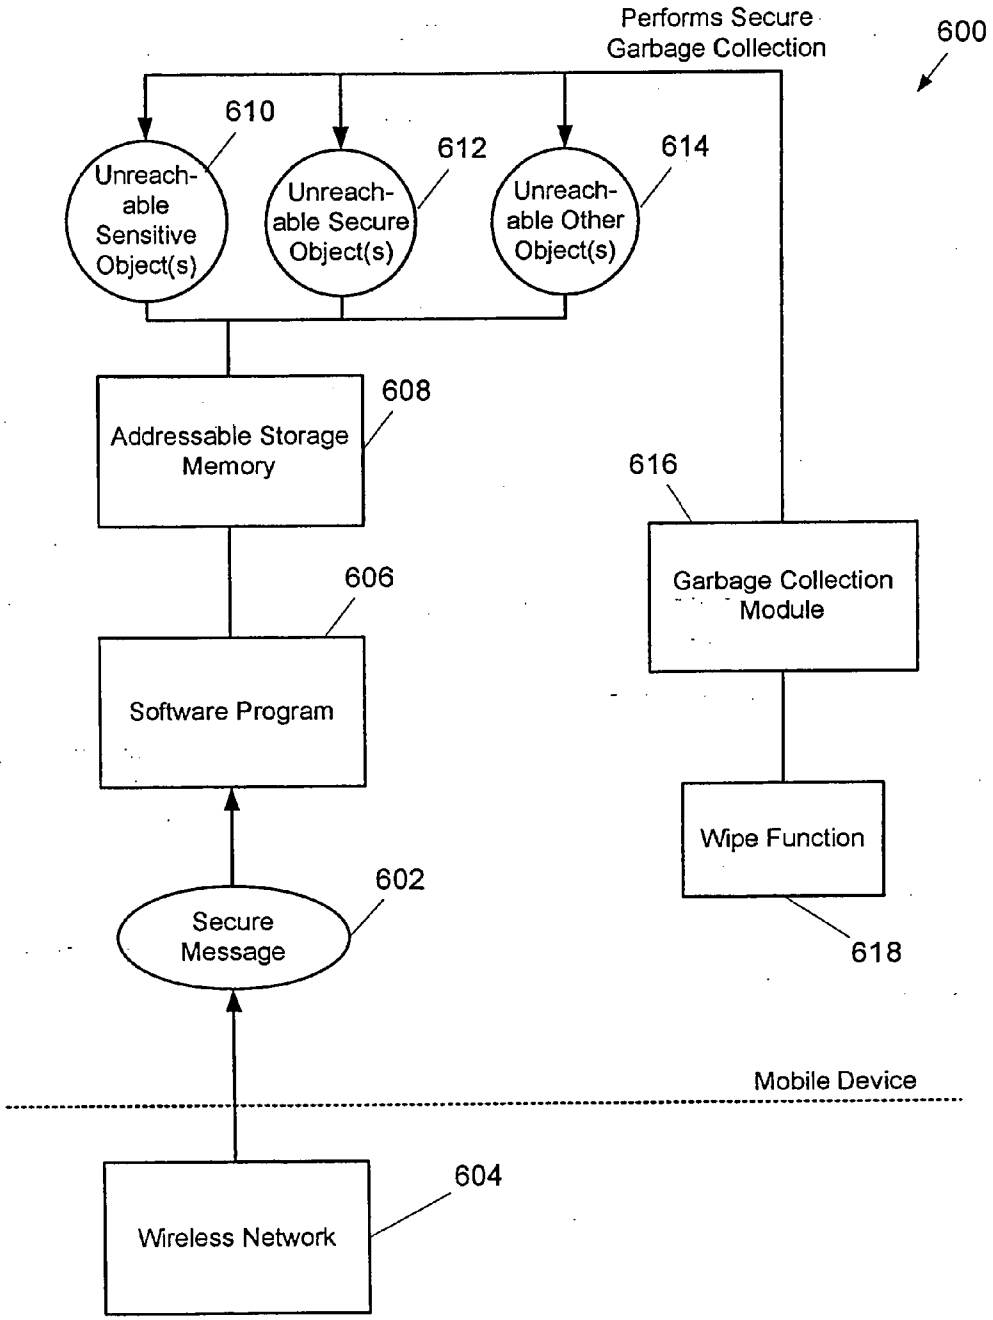 Performs Secure
Garbage Collection
600
610
612
614
Unreach-
able
Sensitive
Object(s)
Unreach-
able Secure
Object(s)
Unreach-
able Other
Object(s)
608
Addressable Storage
Memory
616
Garbage Collection
Module
606
Software Program
Wipe Function
618
602
Secure
Message
Mobile Device
604
Wireless Network